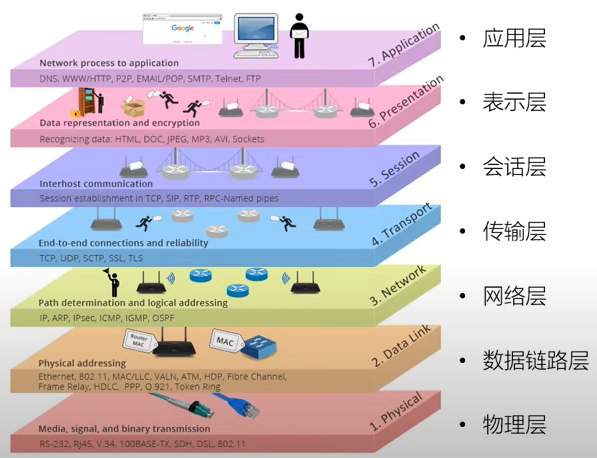 Google
7. Application
Network process to application
DNS, WWW/HTTP, P2P, EMAIL/POP, SMTP, Telnet, FTP
• 应用层
6. Presentation
Data representation and encryption
Recognizing data: HTML, DOC, JPEG, MP3, AVI, Sockets
• 表示层
5. Session
Interhost communication
Session establishment in TCP, SIP, RTP, RPC-Named pipes
• 会话层
4. Transport
End-to-end connections and reliability
TCP, UDP, SCTP, SSL, TLS
• 传输层
3. Network
Path determination and logical addressing
IP, ARP, IPsec, ICMP, IGMP, OSPF
• 网络层
Router MAC
MAC
2. Data Link
Physical addressing
Ethernet, 802.11, MAC/LLC, VALN, ATM, HDP, Fibre Channel,
Frame Relay, HDLC, PPP, Q.921, Token Ring
• 数据链路层
1. Physical
Media, signal, and binary transmission
RS-232, RJ45, V.34, 100BASE-TX, SDH, DSL, 802.11
• 物理层